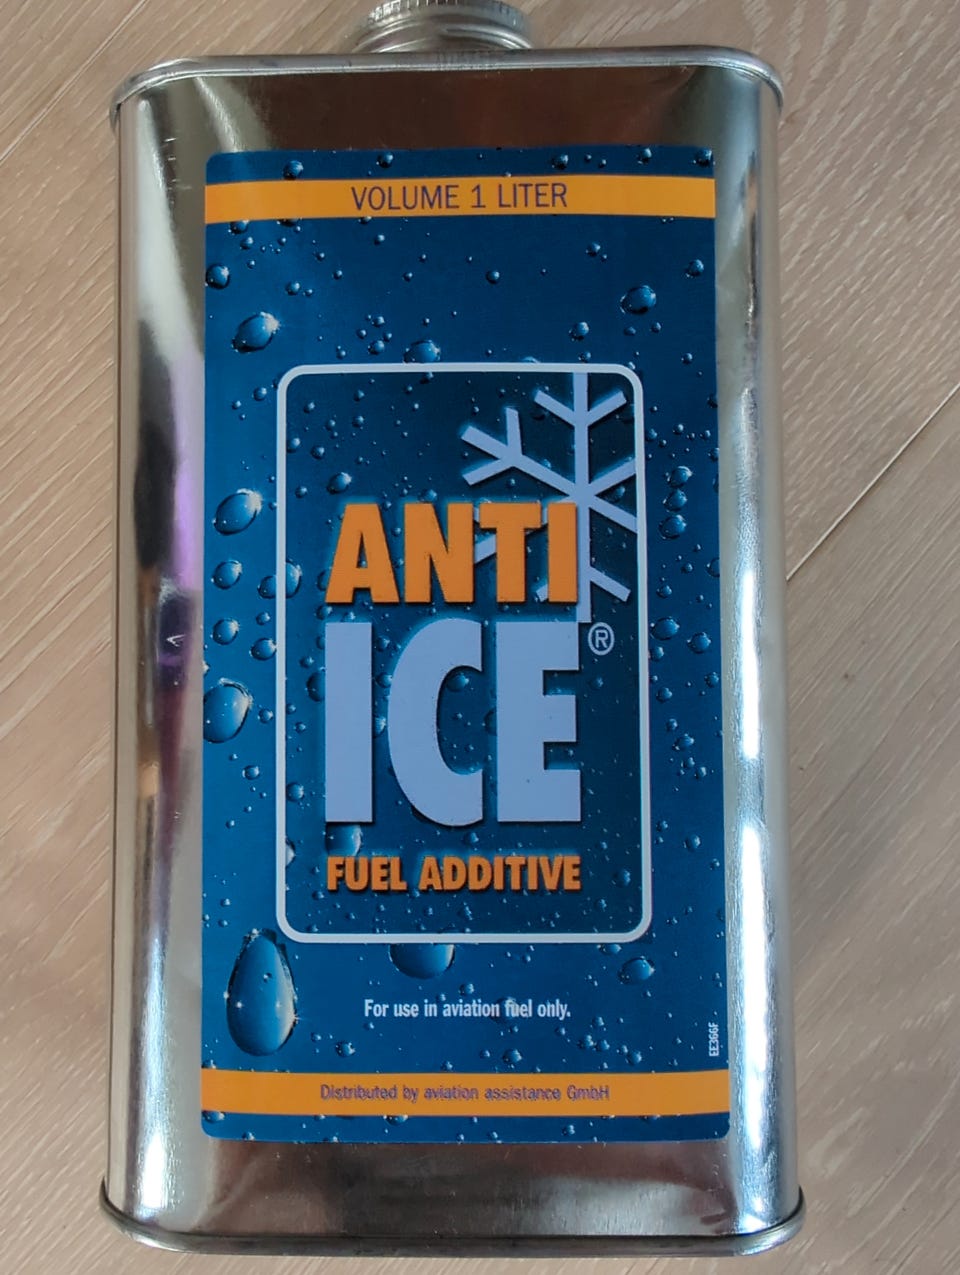 VOLUME 1 LITER
ANTI
ICE®
FUEL ADDITIVE
For use in aviation fuel only.
EE366F
Distributed by aviation assistance GmbH